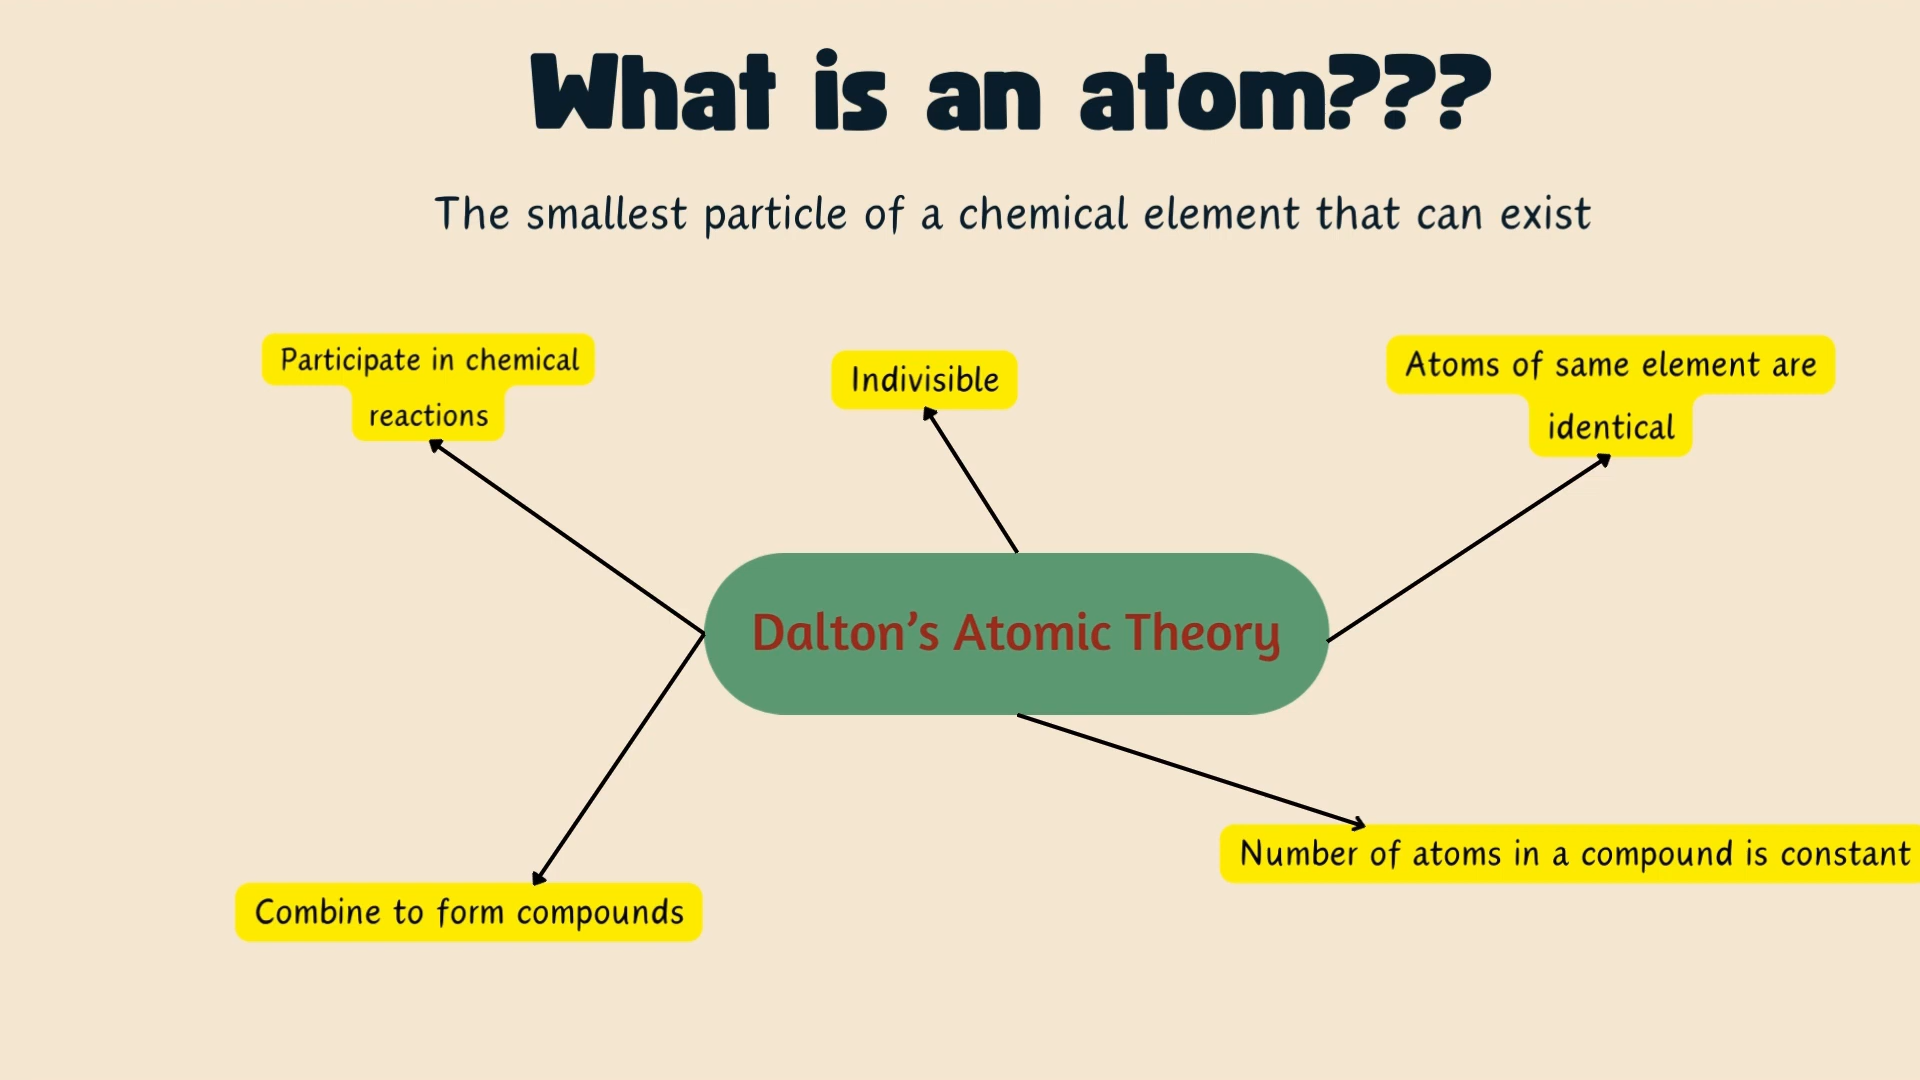 What is an atom???
The smallest particle of a chemical element that can exist
Participate in chemical
reactions
Indivisible
Atoms of same element are
identical
Dalton’s Atomic Theory
Number of atoms in a compound is constant
Combine to form compounds